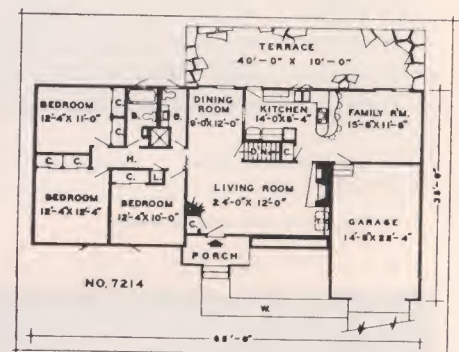 TERRACE
40'-0" X 10'-0"
BEDROOM
12'-4" X 11'-0"
C.
C.
B.
B.
DINING
ROOM
9'-0 X 12'-0"
KITCHEN
14'-0 X 8'-4"
FAMILY R'M.
15'-8" X 11'-8"
C. C.
H.
D'N
C.
BEDROOM
12'-4" X 12'-4"
C.
L.
BEDROOM
12'-4" X 10'-0"
LIVING ROOM
24'-0" X 12'-0"
C.
GARAGE
14'-8" X 22'-4"
PORCH
NO. 7214
W.